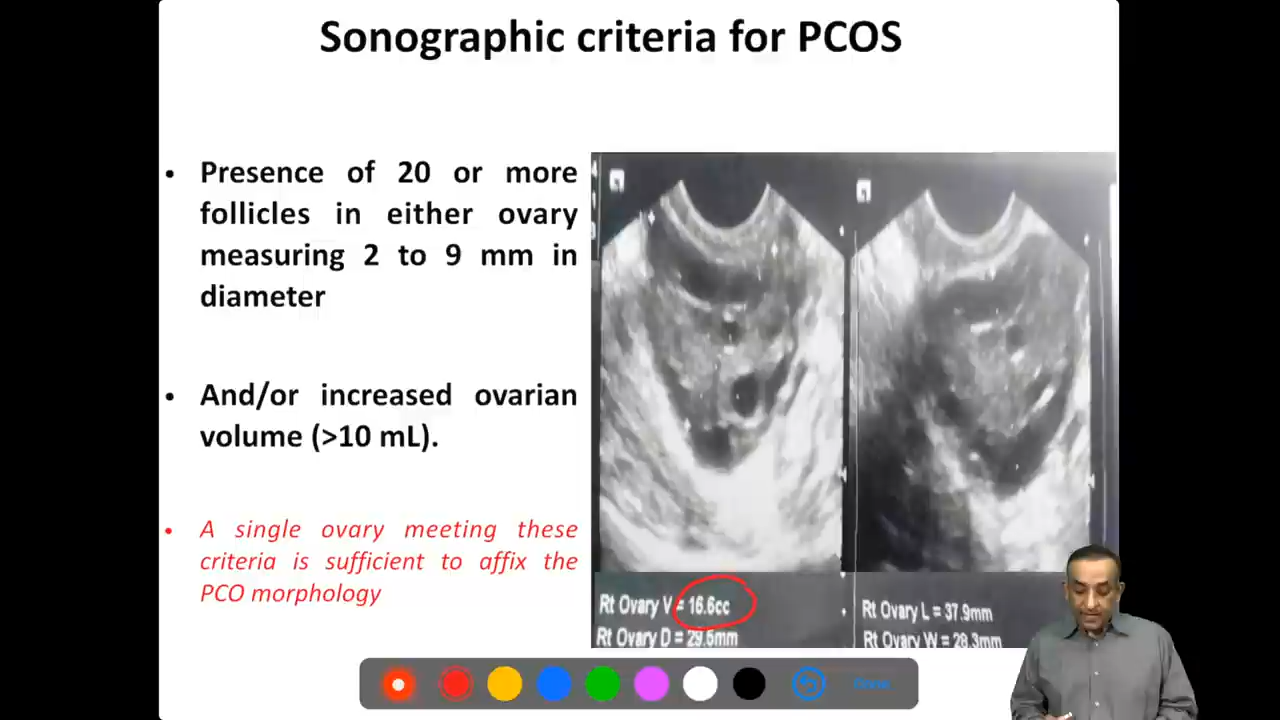 Sonographic criteria for PCOS
• Presence of 20 or more
follicles in either ovary
measuring 2 to 9 mm in
diameter
• And/or increased ovarian
volume (>10 mL).
• A single ovary meeting these
criteria is sufficient to affix the
PCO morphology
Rt Ovary V = 16.6cc
Rt Ovary D = 29.5mm
Rt Ovary L = 37.9mm
Rt Ovary W = 28.3mm